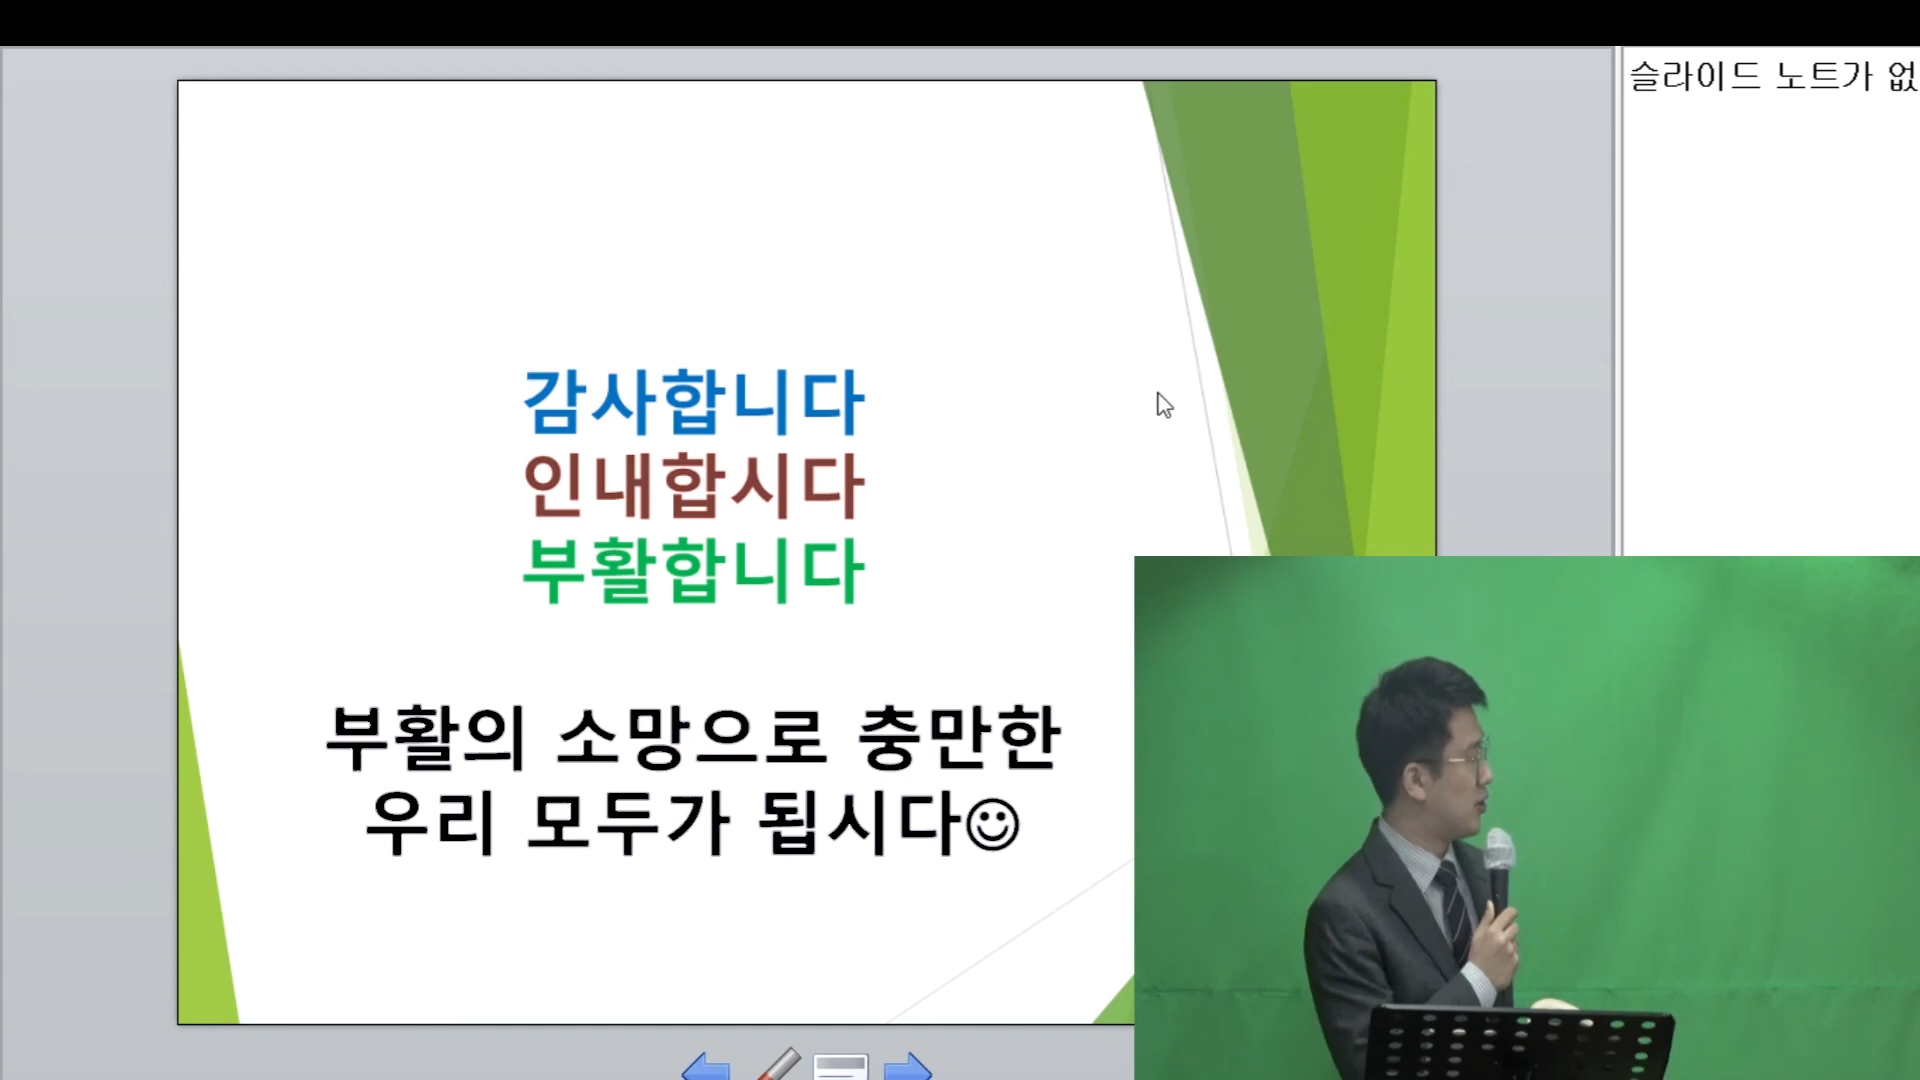 감사합니다
인내합시다
부활합니다
부활의 소망으로 충만한
우리 모두가 됩시다☺
슬라이드 노트가 없